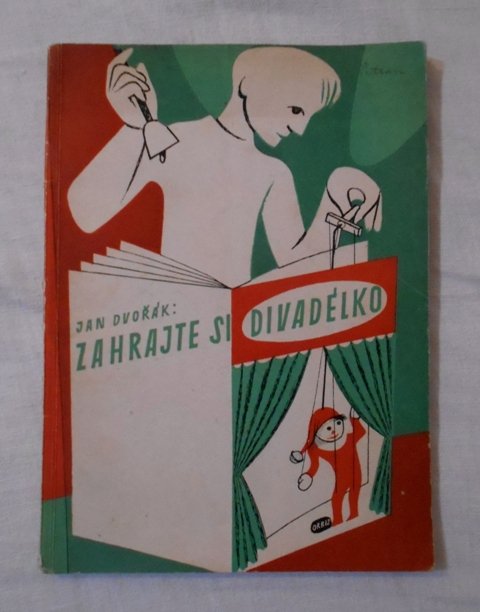 JAN DVOŘÁK:
ZAHRAJTE SI DIVADÉLKO
ORBIS